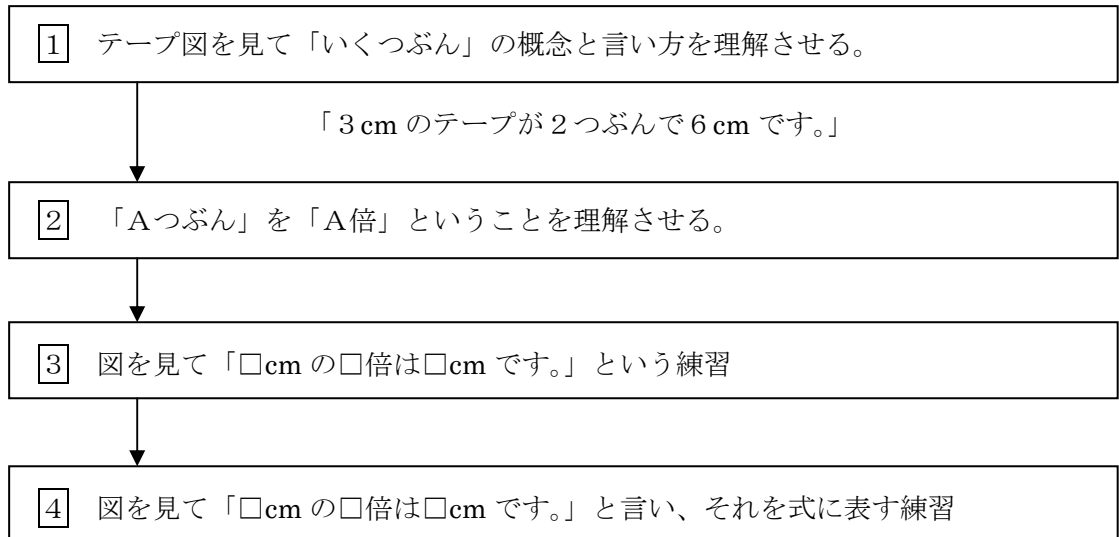 １ テープ図を見て「いくつぶん」の概念と言い方を理解させる。
「３cm のテープが２つぶんで６cm です。」
２ 「Ａつぶん」を「Ａ倍」ということを理解させる。
３ 図を見て「□cm の□倍は□cm です。」という練習
４ 図を見て「□cm の□倍は□cm です。」と言い、それを式に表す練習